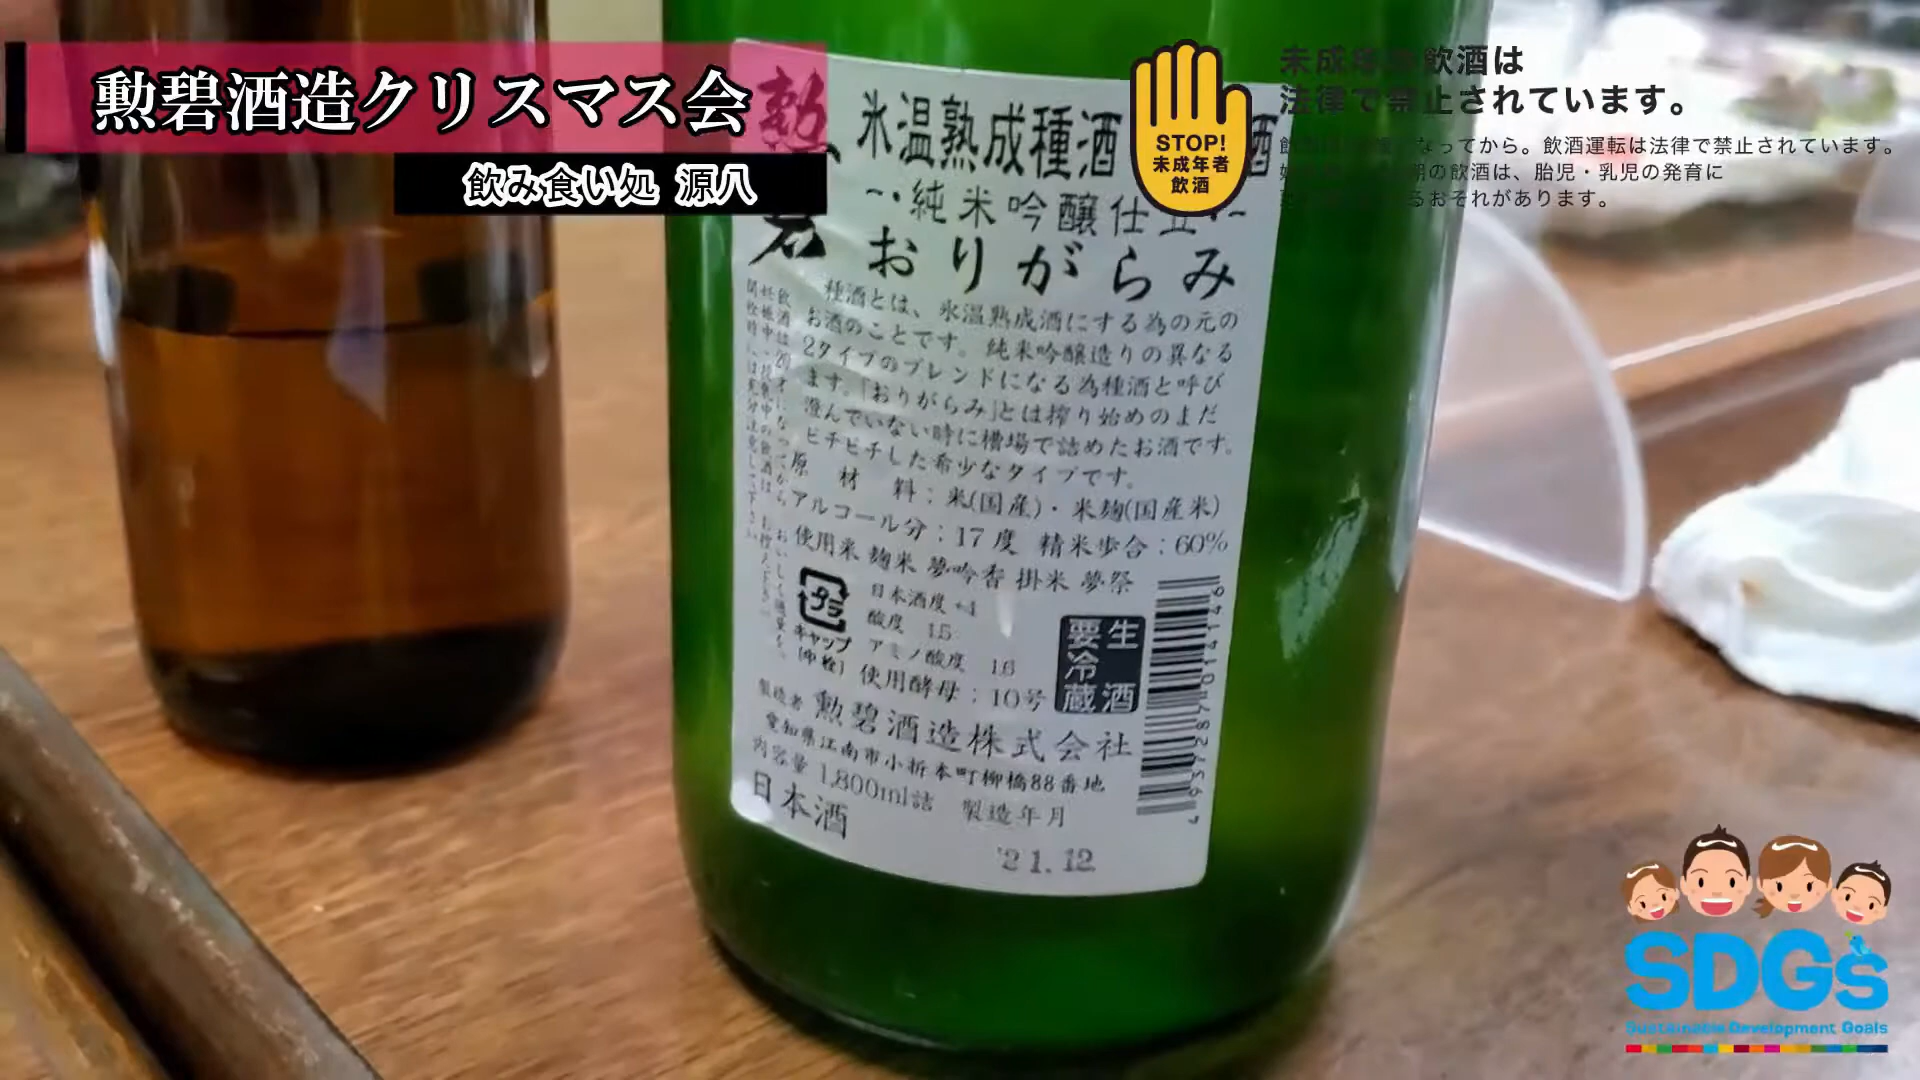 勲碧酒造クリスマス会
飲み食い処 源八
STOP!
未成年者
飲酒
未成年の飲酒は
法律で禁止されています。
なってから。飲酒運転は法律で禁止されています。
の飲酒は、胎児・乳児の発育に
るおそれがあります。
氷温熟成種酒 酒
~・純米吟醸仕立・~
おりがらみ
種酒とは、氷温熟成酒にする為の元の
お酒のことです。純米吟醸造りの異なる
2タイプのブレンドになる為種酒と呼び
ます。「おりがらみ」とは搾り始めのまだ
澄んでいない時に槽場で詰めたお酒です。
ピチピチした希少なタイプです。
原材料：米(国産)・米麹(国産米)
アルコール分：17度 精米歩合：60%
使用米 麹米 夢吟香 掛米 夢祭
日本酒度 +4
酸度 1.5
アミノ酸度 1.6
使用酵母：10号
キャップ
(中栓)
要冷蔵
生酒
製造者 勲碧酒造株式会社
愛知県江南市小折本町柳橋88番地
内容量 1,800ml詰 製造年月
日本酒
'21.12
4937287014146
SDGs
Sustainable Development Goals